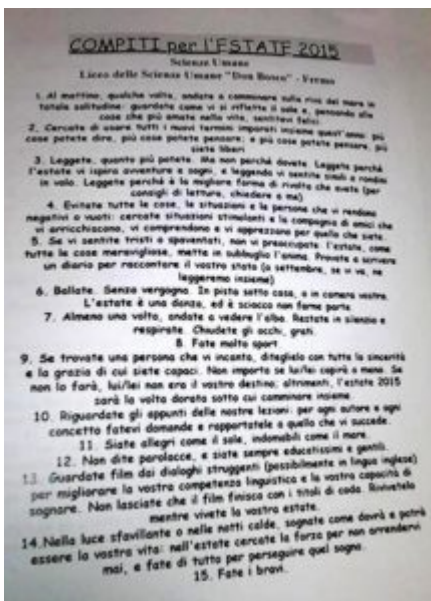 COMPITI per l'ESTATE 2015
Scienze Umane
Liceo delle Scienze Umane "Don Bosco" - Fermo
1. Al mattino, qualche volta, andate a camminare sulla riva del mare in
totale solitudine: guardate come vi si riflette il sole e, pensando alle
cose che più amate nella vita, sentitevi felici.
2. Cercate di usare tutti i nuovi termini imparati insieme quest'anno: più
cose potete dire, più cose potete pensare; e più cose potete pensare, più
siete liberi
3. Leggete, quanto più potete. Ma non perché dovete. Leggete perché
l'estate vi ispira avventure e sogni, e leggendo vi sentite simili a rondini
in volo. Leggete perché è la migliore forma di rivolta che avete (per
consigli di lettura, chiedere a me)
4. Evitate tutte le cose, le situazioni e le persone che vi rendono
negativi o vuoti: cercate situazioni stimolanti e la compagnia di amici che
vi arricchiscono, vi comprendono e vi apprezzano per quello che siete.
5. Se vi sentite tristi o spaventati, non vi preoccupate: l'estate, come
tutte le cose meravigliose, mette in subbuglio l'anima. Provate a scrivere
un diario per raccontare il vostro stato (a settembre, se vi va, ne
leggeremo insieme)
6. Ballate. Senza vergogna. In pista sotto casa, o in camera vostra.
L'estate è una danza, ed è sciocco non farne parte.
7. Almeno una volta, andate a vedere l'alba. Restate in silenzio e
respirate. Chiudete gli occhi, grati.
8. Fate molto sport
9. Se trovate una persona che vi incanta, diteglielo con tutta la sincerità
e la grazia di cui siete capaci. Non importa se lui/lei capirà o meno. Se
non lo farà, lui/lei non era il vostro destino; altrimenti, l'estate 2015
sarà la volta dorata sotto cui camminare insieme.
10. Riguardate gli appunti delle nostre lezioni: per ogni autore e ogni
concetto fatevi domande e rapportatele a quello che vi succede.
11. Siate allegri come il sole, indomabili come il mare.
12. Non dite parolacce, e siate sempre educatissimi e gentili.
13. Guardate film dai dialoghi struggenti (possibilmente in lingua inglese)
per migliorare la vostra competenza linguistica e la vostra capacità di
sognare. Non lasciate che il film finisca con i titoli di coda. Rivivetelo
mentre vivete la vostra estate.
14.Nella luce sfavillante o nelle notti calde, sognate come dovrà e potrà
essere la vostra vita: nell'estate cercate la forza per non arrendervi
mai, e fate di tutto per perseguire quel sogno.
15. Fate i bravi.